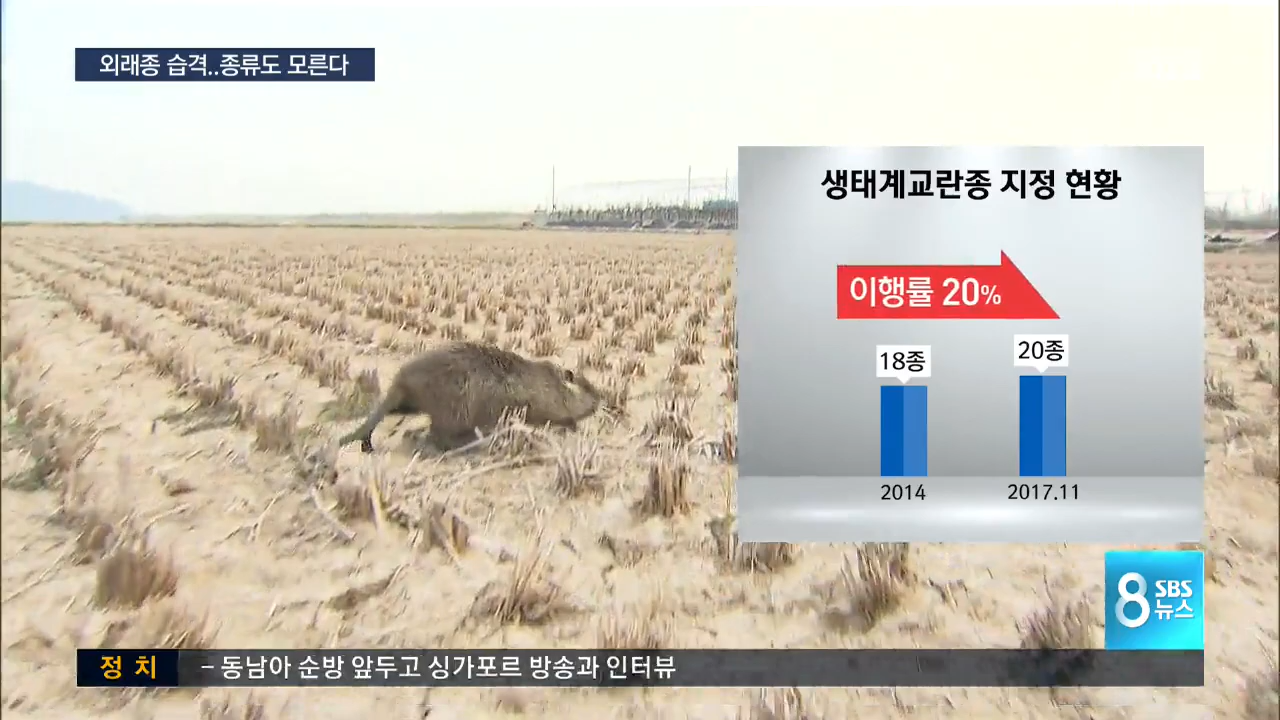 외래종 습격..종류도 모른다
생태계교란종 지정 현황
이행률 20%
18종
20종
2014
2017.11
8 SBS
뉴스
정 치
- 동남아 순방 앞두고 싱가포르 방송과 인터뷰